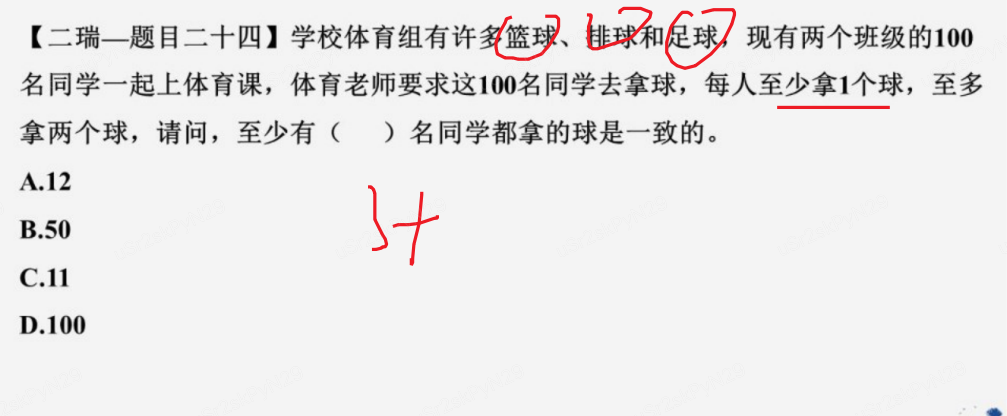 【二瑞—题目二十四】学校体育组有许多篮球、排球和足球，现有两个班级的100
名同学一起上体育课，体育老师要求这100名同学去拿球，每人至少拿1个球，至多
拿两个球，请问，至少有（ ）名同学都拿的球是一致的。
A.12
3+
B.50
C.11
D.100